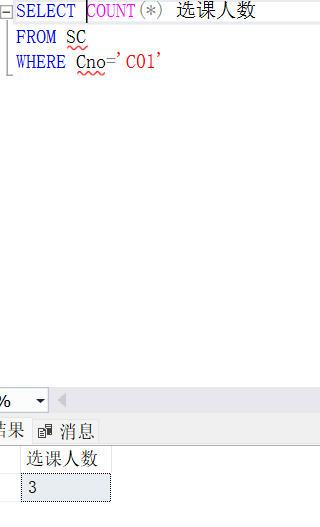 SELECT COUNT(*) 选课人数
FROM SC
WHERE Cno='C01'
%
结果 消息
选课人数
3